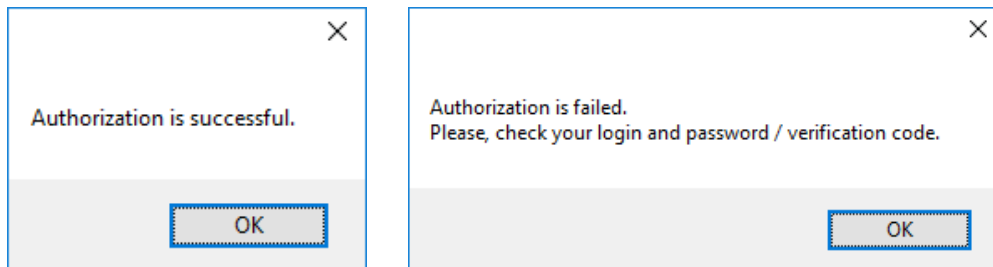 Authorization is successful.
OK
Authorization is failed.
Please, check your login and password / verification code.
OK